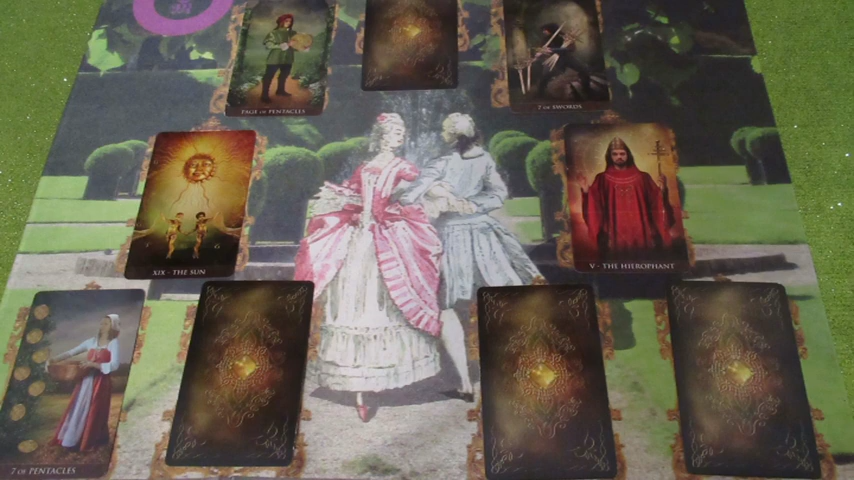 PAGE OF PENTACLES
7 OF SWORDS
XIX - THE SUN
V - THE HIEROPHANT
7 OF PENTACLES